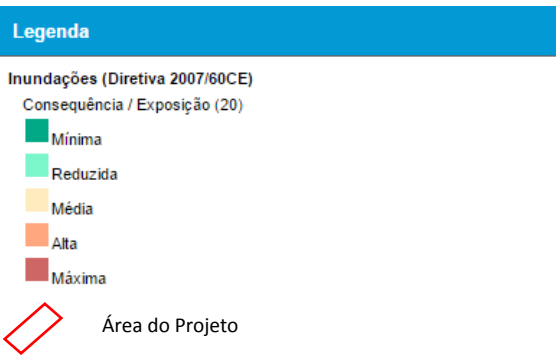 Legenda
Inundações (Diretiva 2007/60CE)
Consequência / Exposição (20)
Mínima
Reduzida
Média
Alta
Máxima
Área do Projeto